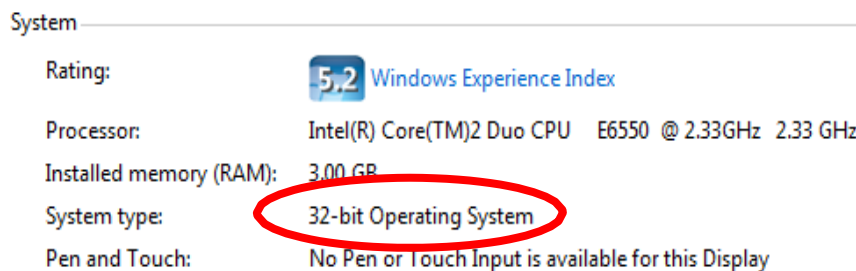 System
Rating: 5.2 Windows Experience Index
Processor: Intel(R) Core(TM)2 Duo CPU E6550 @ 2.33GHz 2.33 GHz
Installed memory (RAM): 3.00 GB
System type: 32-bit Operating System
Pen and Touch: No Pen or Touch Input is available for this Display